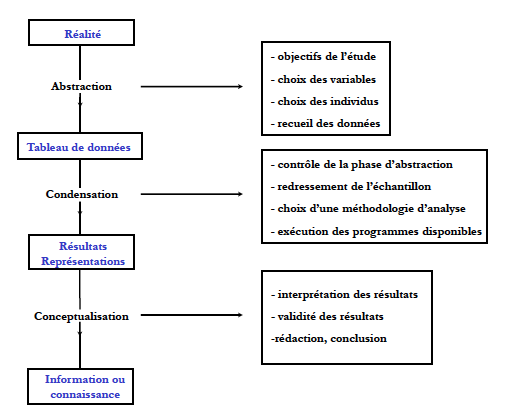 Réalité
Abstraction
- objectifs de l'étude
- choix des variables
- choix des individus
- recueil des données
Tableau de données
Condensation
- contrôle de la phase d'abstraction
- redressement de l'échantillon
- choix d'une méthodologie d'analyse
- exécution des programmes disponibles
Résultats
Représentations
Conceptualisation
- interprétation des résultats
- validité des résultats
-rédaction, conclusion
Information ou
connaissance